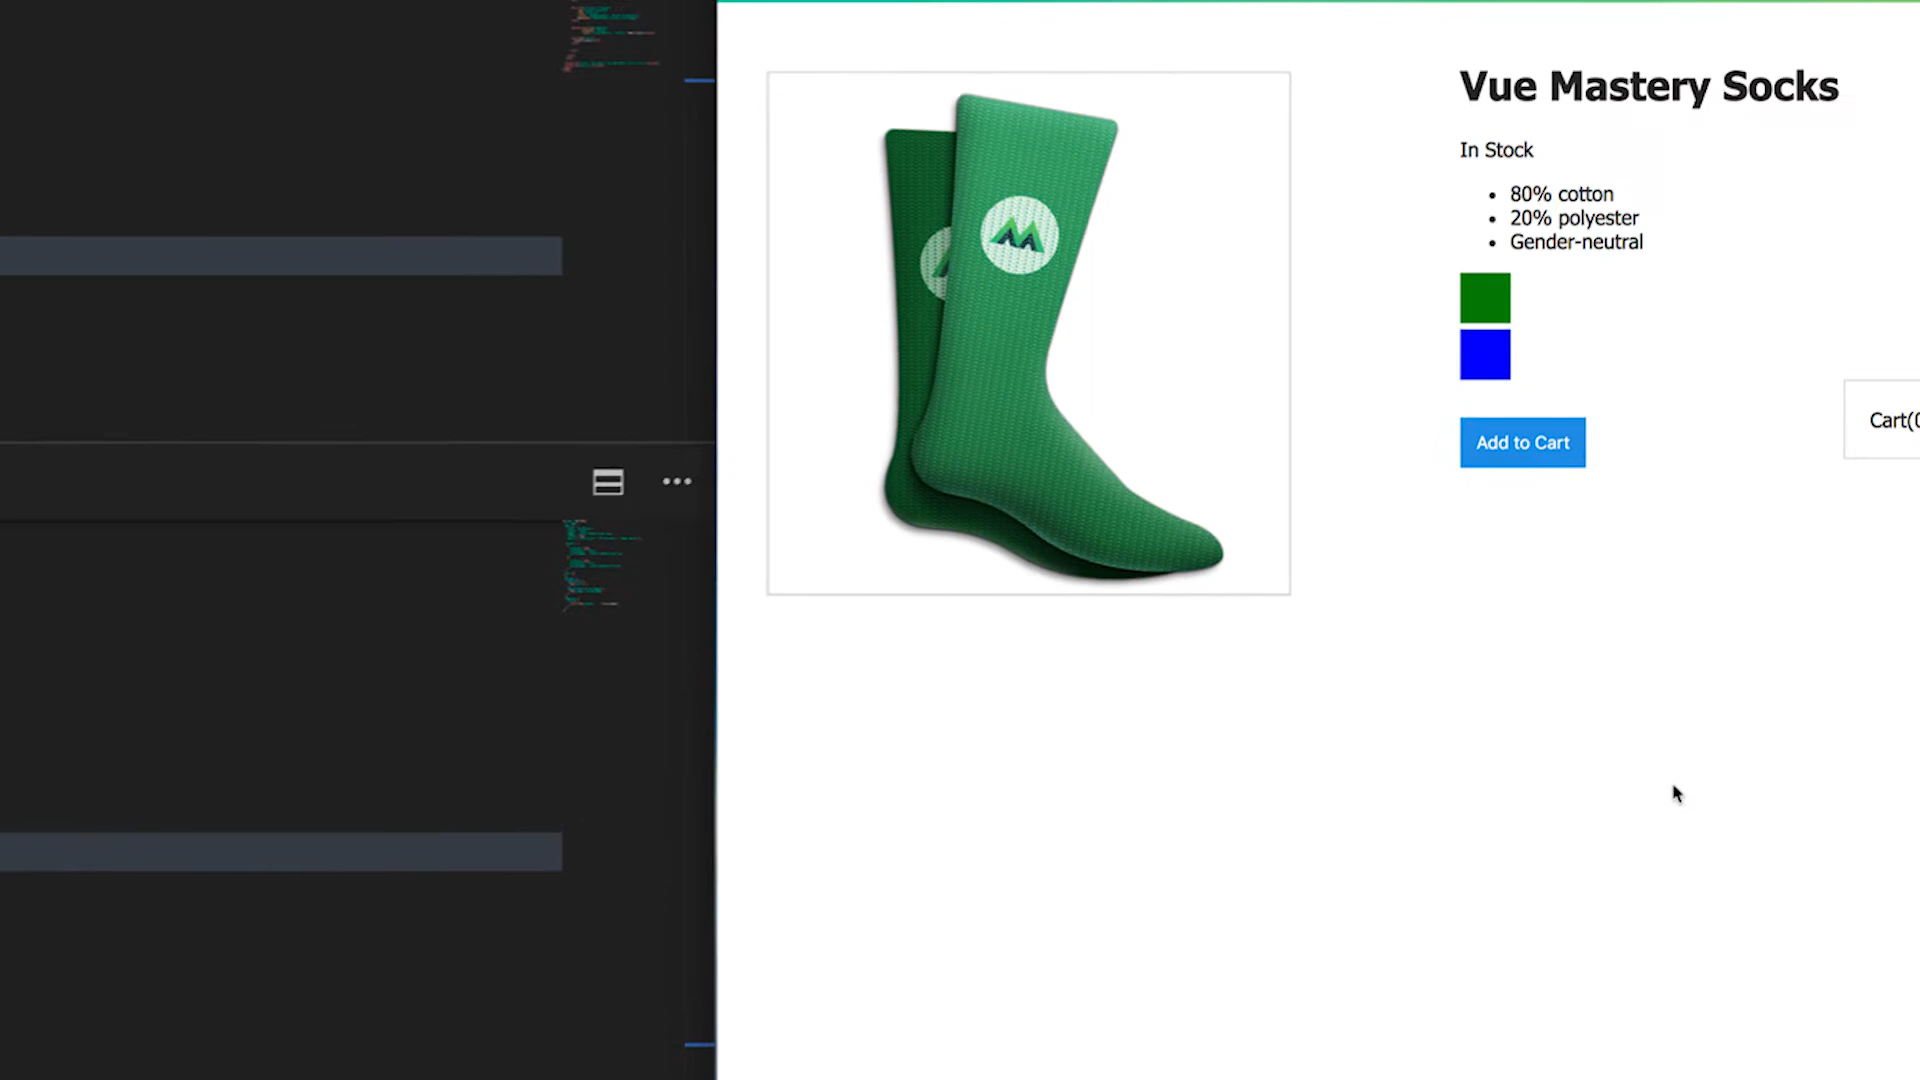 Vue Mastery Socks
In Stock
80% cotton
20% polyester
Gender-neutral
Add to Cart
Cart(